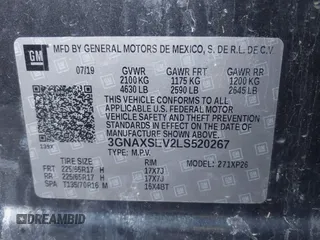 GM
MFD BY GENERAL MOTORS DE MEXICO, S. DE R.L. DE C.V.
07/19 GVWR GAWR FRT GAWR RR
2100 KG 1175 KG 1200 KG
4630 LB 2590 LB 2645 LB
THIS VEHICLE CONFORMS TO ALL APPLICABLE
U.S. FEDERAL MOTOR
VEHICLE SAFETY, BUMPER, AND THEFT
PREVENTION STANDARDS IN EFFECT ON
THE DATE OF MANUFACTURE SHOWN ABOVE.
3GNAXSEV2LS520267
TYPE: M.P.V. MODEL: 271XP26
TIRE SIZE RIM
FRT 225/65R17 H 17X7J
RR 225/65R17 H 17X7J
SPA T135/70R16 M 16X4BT
DREAMBID